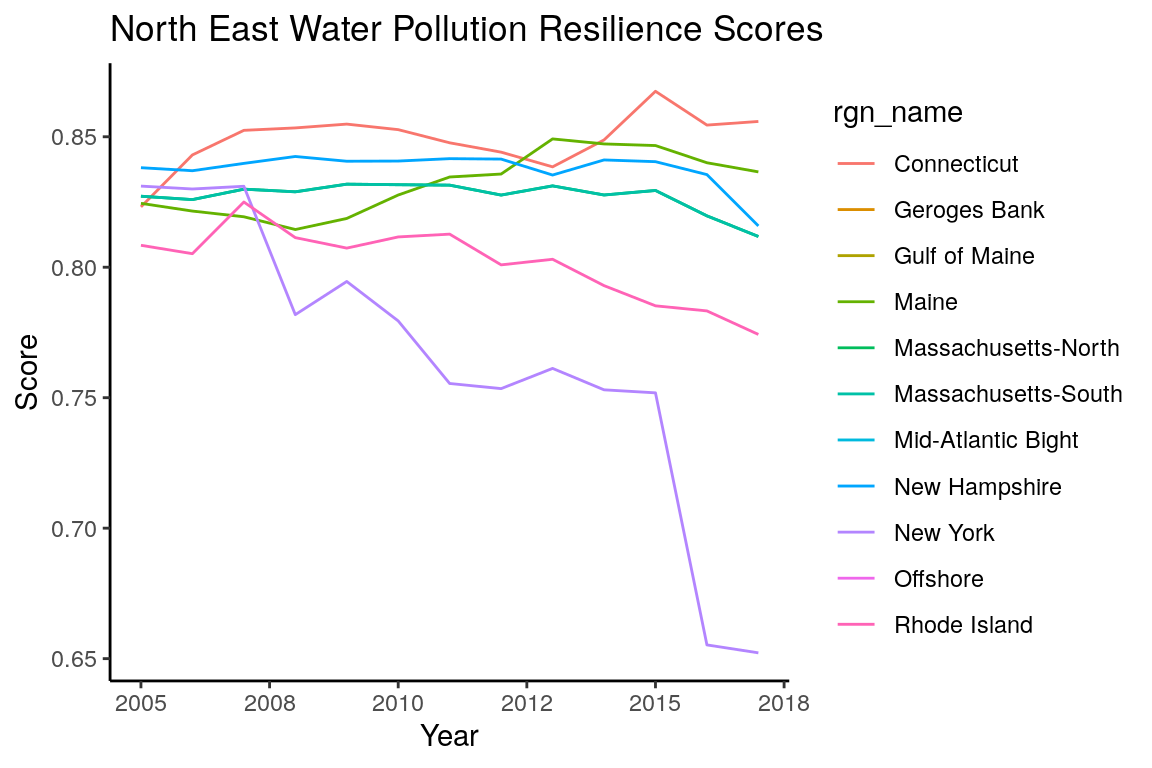 North East Water Pollution Resilience Scores
rgn_name
Connecticut
Geroges Bank
Gulf of Maine
Maine
Massachusetts-North
Massachusetts-South
Mid-Atlantic Bight
New Hampshire
New York
Offshore
Rhode Island
Score
0.85
0.80
0.75
0.70
0.65
2005 2008 2010 2012 2015 2018
Year